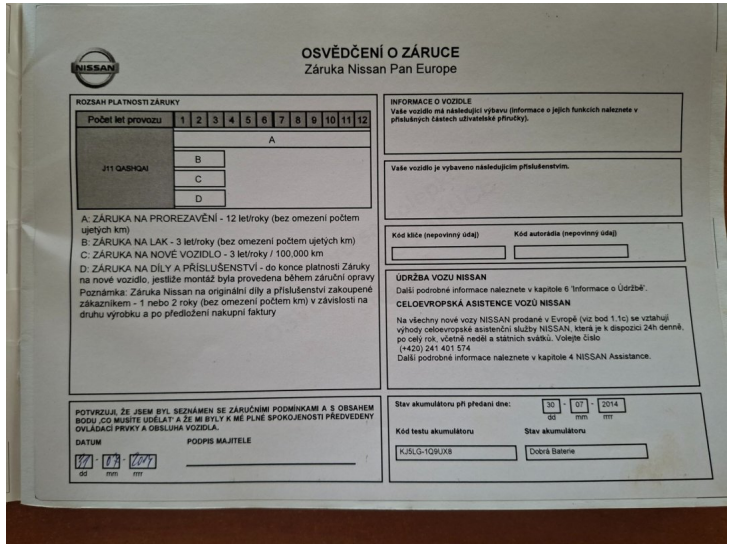 OSVĚDČENÍ O ZÁRUCE
Záruka Nissan Pan Europe
NISSAN
ROZSAH PLATNOSTI ZÁRUKY
Počet let provozu 1 2 3 4 5 6 7 8 9 10 11 12
A
J11 QASHQAI
B
C
D
A: ZÁRUKA NA PROREZAVĚNÍ - 12 let/roky (bez omezení počtem
ujetých km)
B: ZÁRUKA NA LAK - 3 let/roky (bez omezení počtem ujetých km)
C: ZÁRUKA NA NOVÉ VOZIDLO - 3 let/roky / 100,000 km
D: ZÁRUKA NA DÍLY A PŘÍSLUŠENSTVÍ - do konce platnosti Záruky
na nové vozidlo, jestliže montáž byla provedena během záruční opravy
Poznámka: Záruka Nissan na originální díly a příslušenství zakoupené
zákazníkem - 1 nebo 2 roky (bez omezení počtem km) v závislosti na
druhu výrobku a po předložení nákupní faktury
POTVRZUJI, ŽE JSEM BYL SEZNÁMEN SE ZÁRUČNÍMI PODMÍNKAMI A S OBSAHEM
BODU ‚CO MUSÍTE UDĚLAT' A ŽE MI BYLY K MÉ PLNÉ SPOKOJENOSTI PŘEDVEDENY
OVLÁDACÍ PRVKY A OBSLUHA VOZIDLA.
DATUM PODPIS MAJITELE
07 2014
dd mm rrrr
INFORMACE O VOZIDLE
Vaše vozidlo má následující výbavu (informace o jejích funkcích naleznete v
příslušných částech uživatelské příručky).
Vaše vozidlo je vybaveno následujícím příslušenstvím.
Kód klíče (nepovinný údaj) Kód autorádia (nepovinný údaj)
ÚDRŽBA VOZU NISSAN
Další podrobné informace naleznete v kapitole 6 'Informace o Údržbě'.
CELOEVROPSKÁ ASISTENCE VOZŮ NISSAN
Na všechny nové vozy NISSAN prodané v Evropě (viz bod 1.1c) se vztahují
výhody celoevropské asistenční služby NISSAN, která je k dispozici 24h denně,
po celý rok, včetně neděl a státních svátků. Volejte číslo
(+420) 241 401 574
Další podrobné informace naleznete v kapitole 4 NISSAN Assistance.
Stav akumulátoru při předání dne: 30 - 07 - 2014
dd mm rrrr
Kód testu akumulátoru Stav akumulátoru
KJ5LG-1Q9UX8 Dobrá Baterie